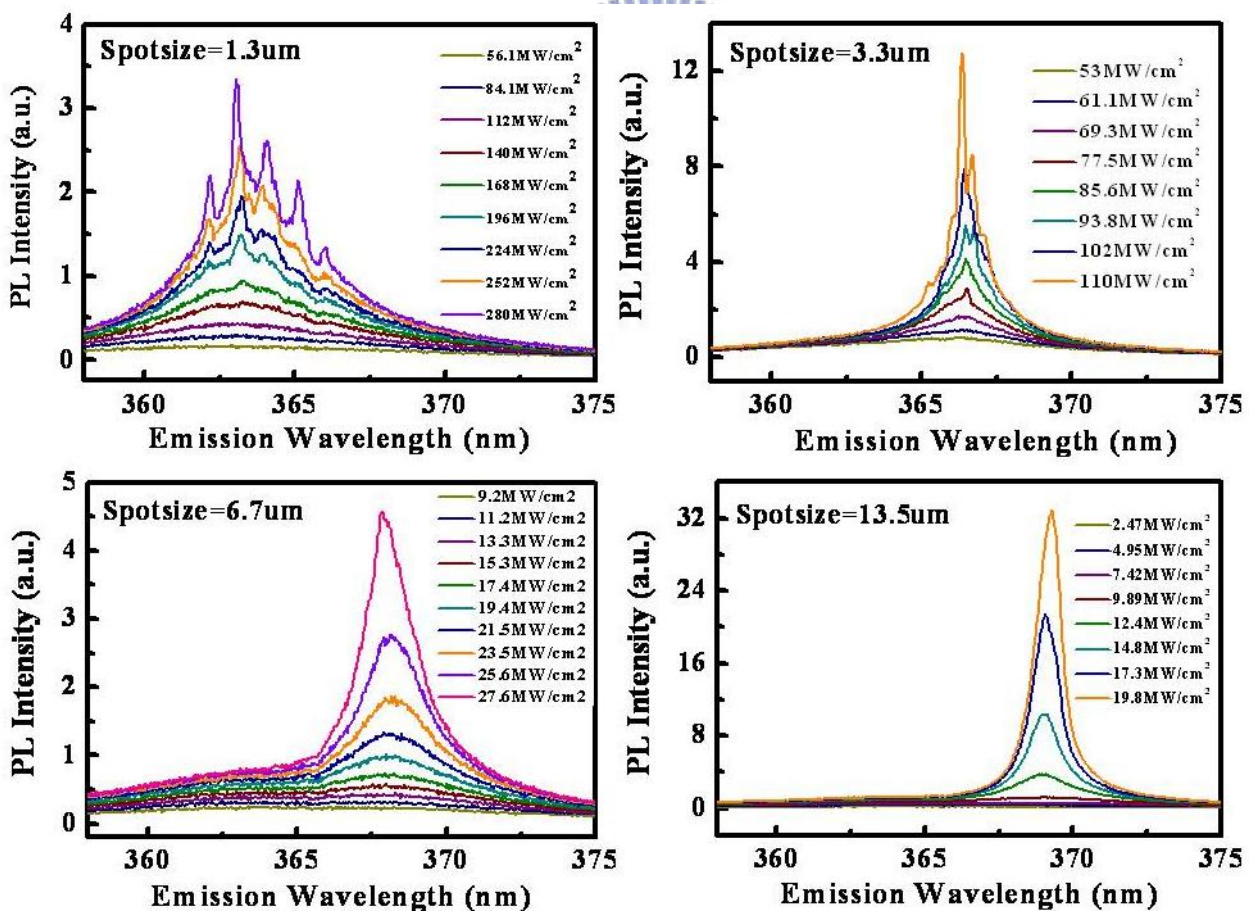 Spotsize=1.3um
56.1MW/cm²
84.1MW/cm²
112MW/cm²
140MW/cm²
168MW/cm²
196MW/cm²
224MW/cm²
252MW/cm²
280MW/cm²
PL Intensity (a.u.)
4
3
2
1
0
360 365 370 375
Emission Wavelength (nm)
Spotsize=3.3um
53MW/cm²
61.1MW/cm²
69.3MW/cm²
77.5MW/cm²
85.6MW/cm²
93.8MW/cm²
102MW/cm²
110MW/cm²
PL Intensity (a.u.)
12
8
4
0
360 365 370 375
Emission Wavelength (nm)
Spotsize=6.7um
9.2MW/cm2
11.2MW/cm2
13.3MW/cm2
15.3MW/cm2
17.4MW/cm2
19.4MW/cm2
21.5MW/cm2
23.5MW/cm2
25.6MW/cm2
27.6MW/cm2
PL Intensity (a.u.)
5
4
3
2
1
0
360 365 370 375
Emission Wavelength (nm)
Spotsize=13.5um
2.47MW/cm²
4.95MW/cm²
7.42MW/cm²
9.89MW/cm²
12.4MW/cm²
14.8MW/cm²
17.3MW/cm²
19.8MW/cm²
PL Intensity (a.u.)
32
24
16
8
0
360 365 370 375
Emission Wavelength (nm)